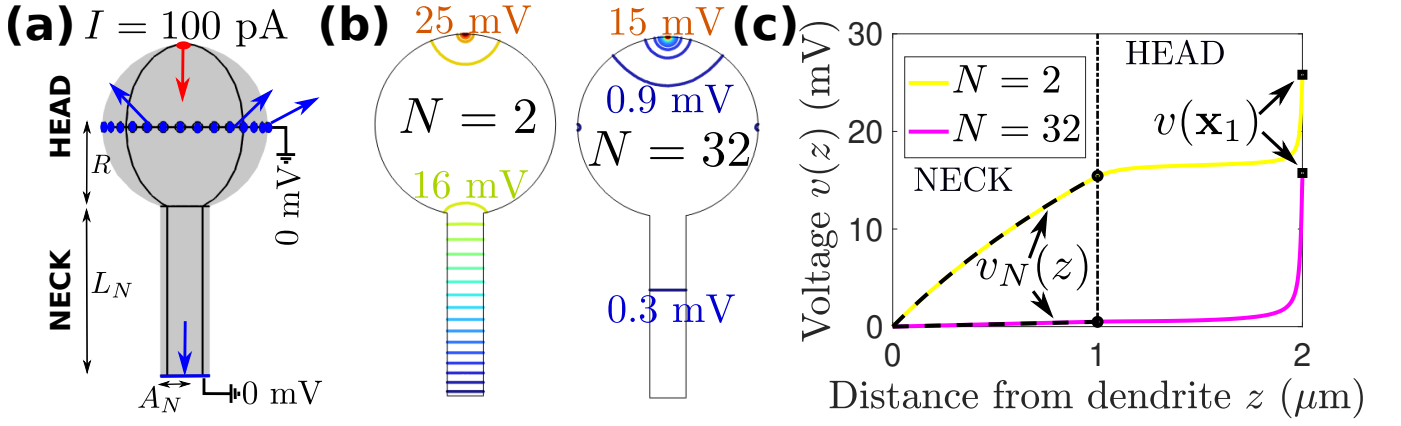 (a) I = 100 pA
HEAD
R
0 mV
NECK
L_N
A_N
0 mV
(b)
25 mV
N = 2
16 mV
15 mV
0.9 mV
N = 32
0.3 mV
(c)
Voltage v(z) (mV)
30
20
10
0
N = 2
N = 32
NECK
HEAD
v(x₁)
v_N(z)
0
1
2
Distance from dendrite z (μm)